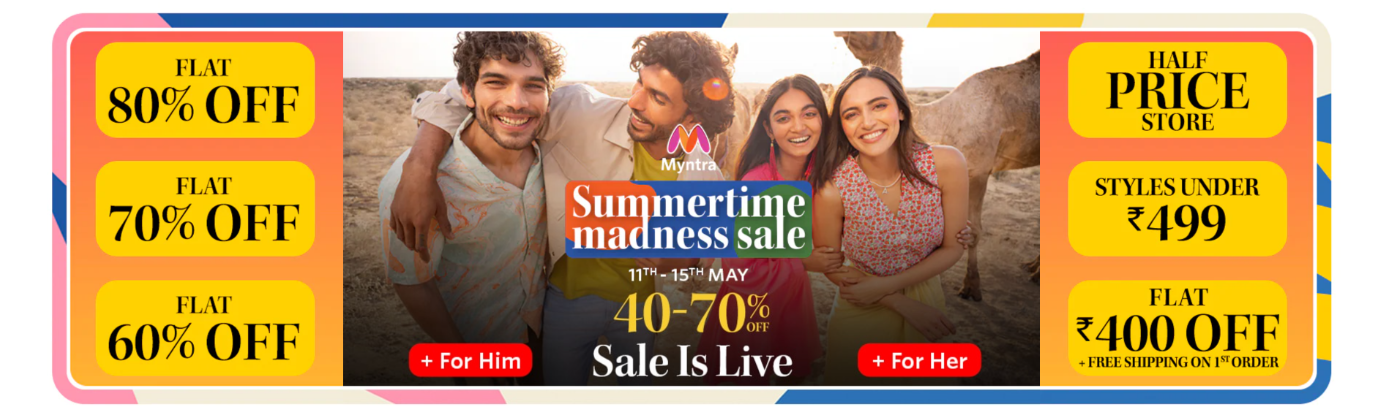 FLAT
80% OFF
FLAT
70% OFF
FLAT
60% OFF
Myntra
Summertime
madness sale
11TH - 15TH MAY
40-70% OFF
Sale Is Live
+ For Him
+ For Her
HALF
PRICE
STORE
STYLES UNDER
₹499
FLAT
₹400 OFF
+ FREE SHIPPING ON 1ST ORDER